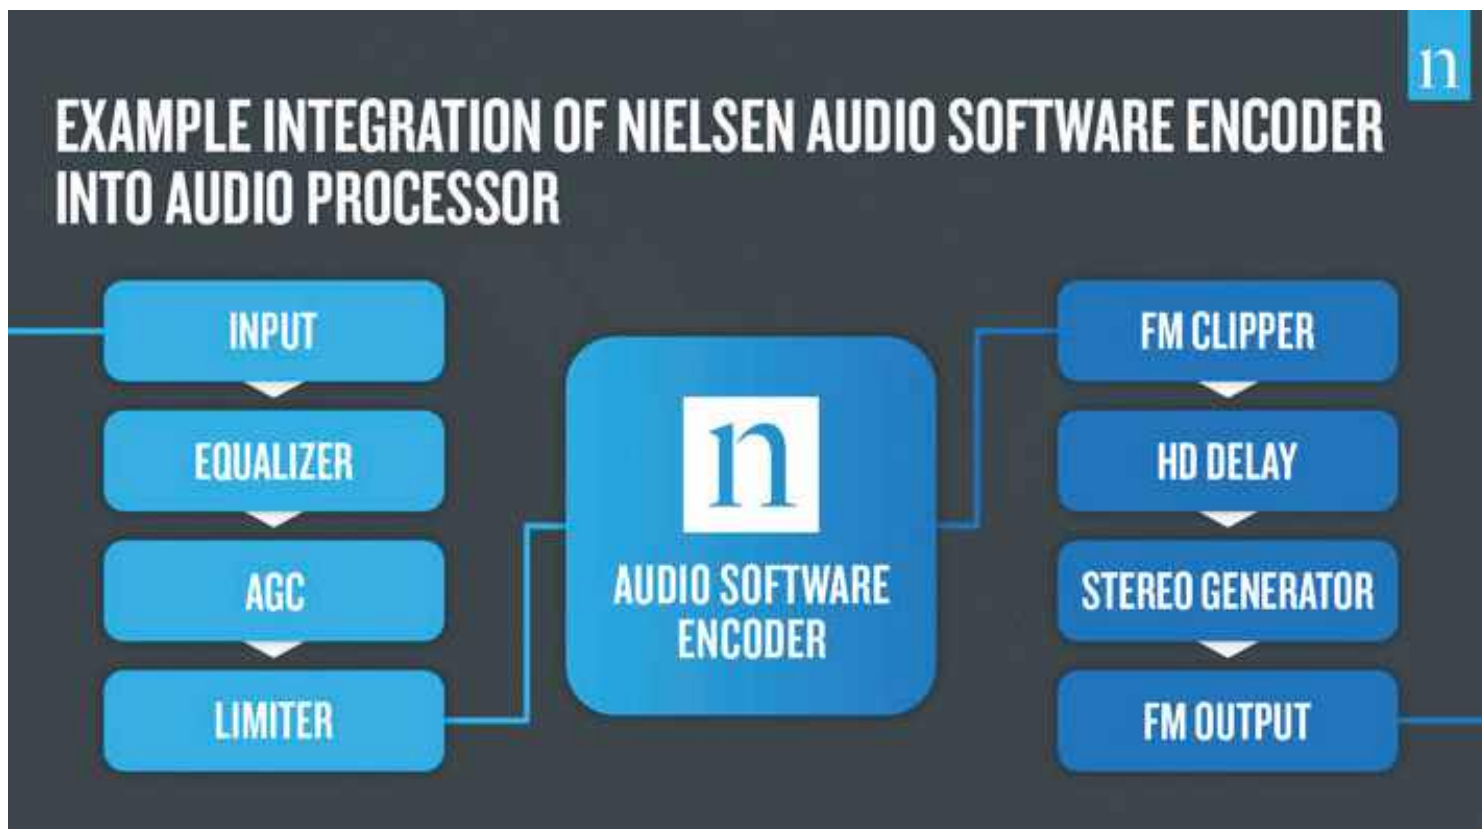 n
EXAMPLE INTEGRATION OF NIELSEN AUDIO SOFTWARE ENCODER
INTO AUDIO PROCESSOR
INPUT
EQUALIZER
AGC
LIMITER
n
AUDIO SOFTWARE
ENCODER
FM CLIPPER
HD DELAY
STEREO GENERATOR
FM OUTPUT